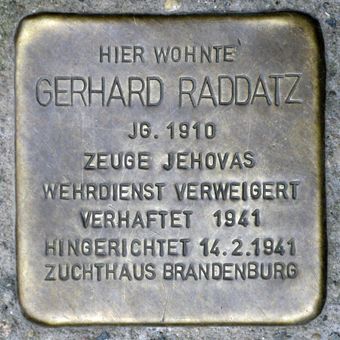 HIER WOHNTE
GERHARD RADDATZ
JG. 1910
ZEUGE JEHOVAS
WEHRDIENST VERWEIGERT
VERHAFTET 1941
HINGERICHTET 14.2.1941
ZUCHTHAUS BRANDENBURG